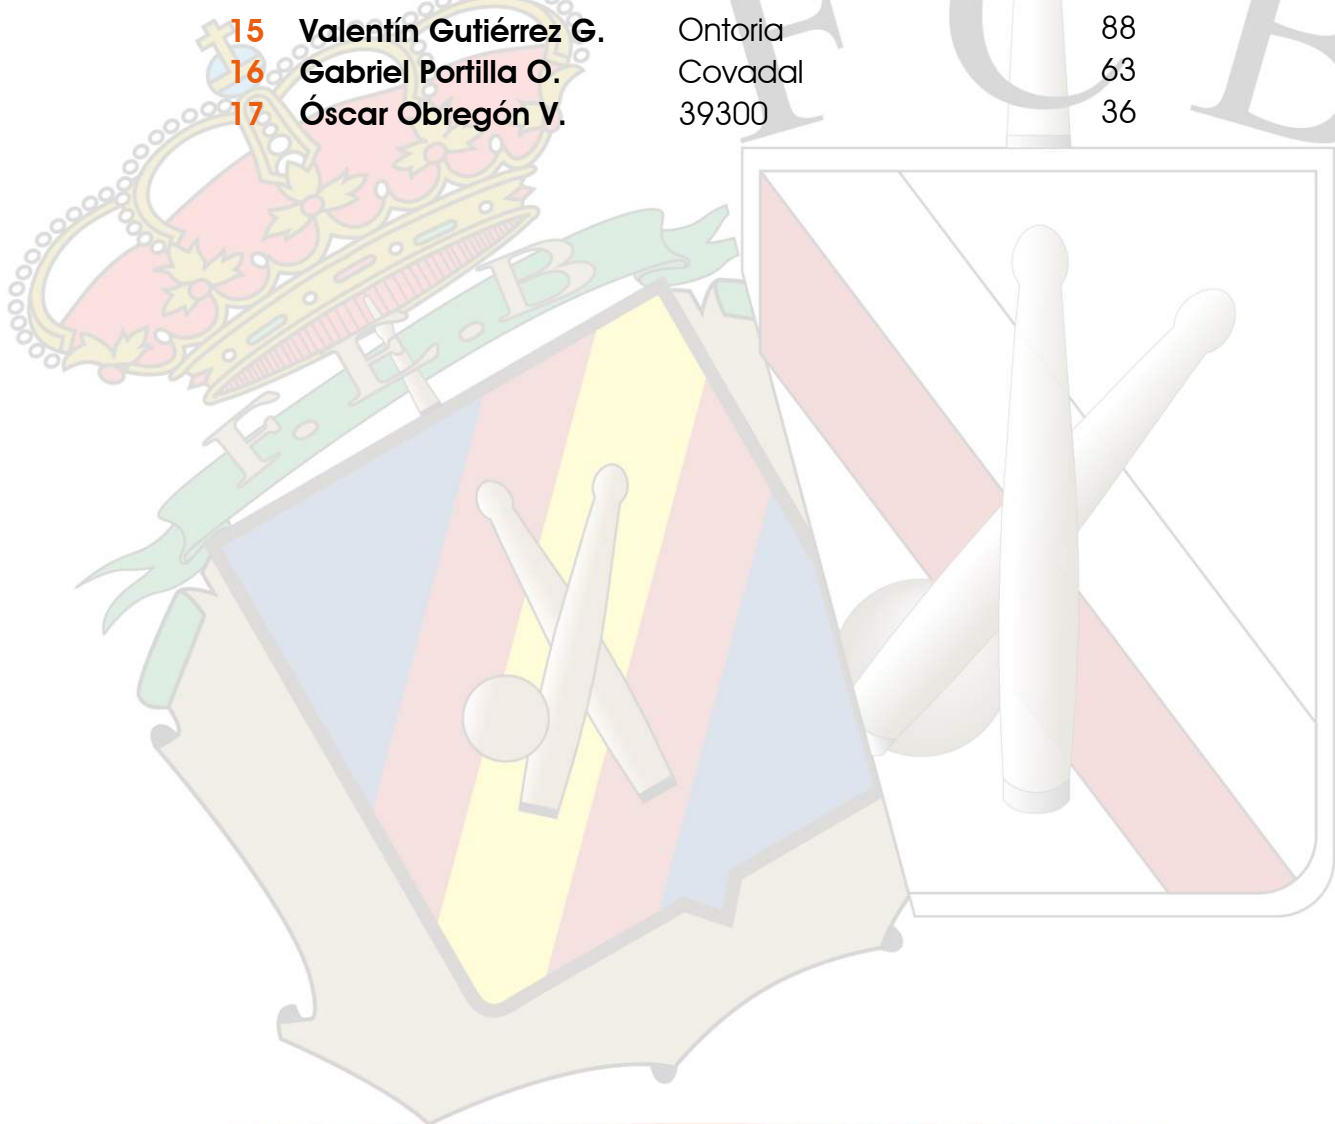 15 Valentín Gutiérrez G. Ontoria 88
16 Gabriel Portilla O. Covadal 63
17 Óscar Obregón V. 39300 36
F C B
F. E. B